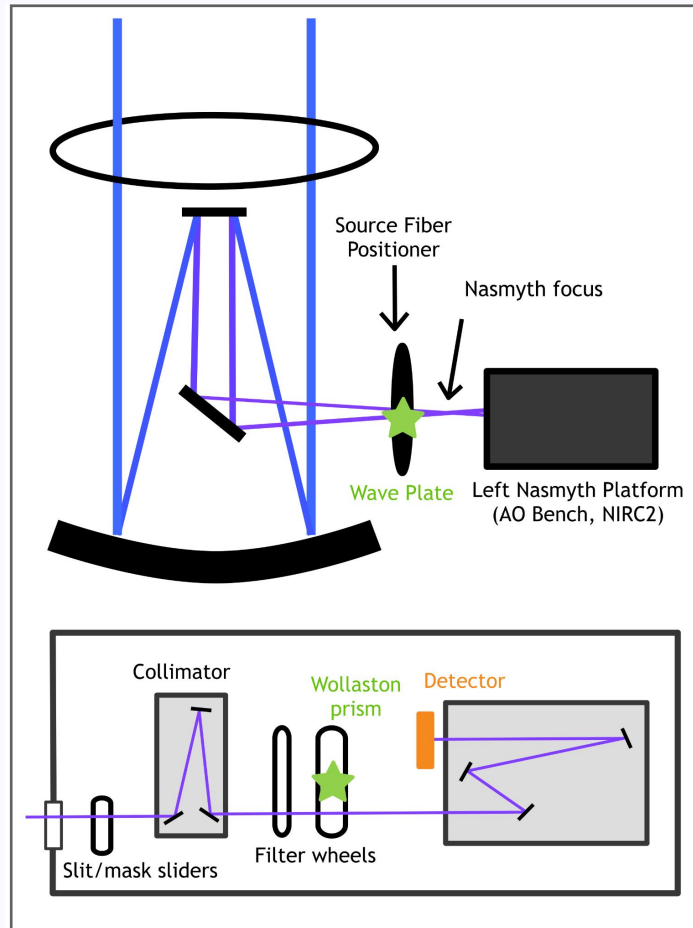 Source Fiber
Positioner
Nasmyth focus
Wave Plate
Left Nasmyth Platform
(AO Bench, NIRC2)
Collimator
Wollaston
prism
Detector
Slit/mask sliders
Filter wheels